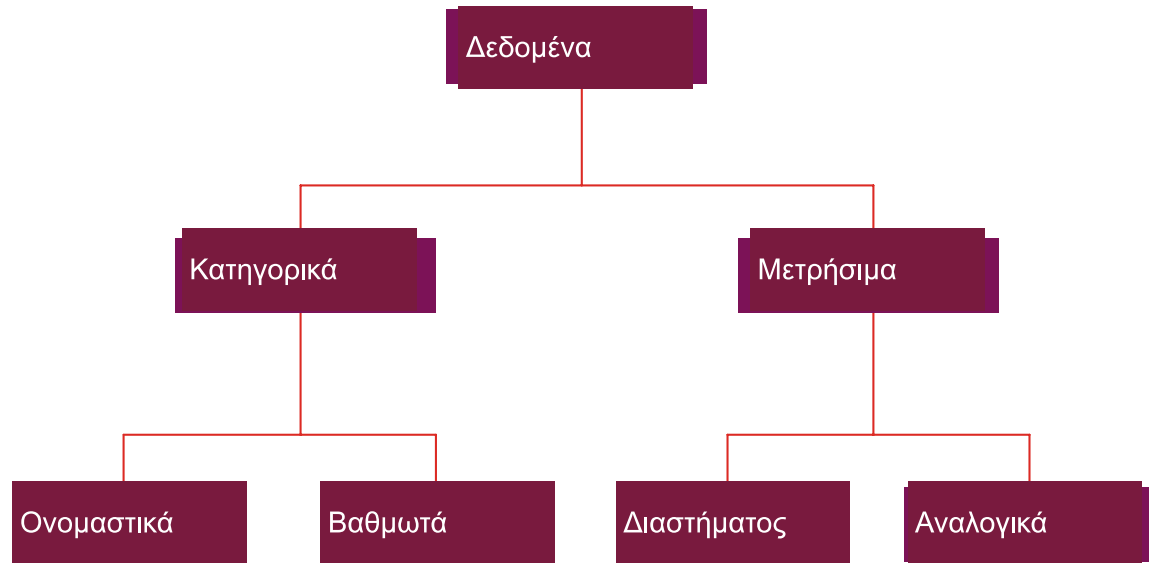 Δεδομένα
Κατηγορικά
Μετρήσιμα
Ονομαστικά
Βαθμωτά
Διαστήματος
Αναλογικά